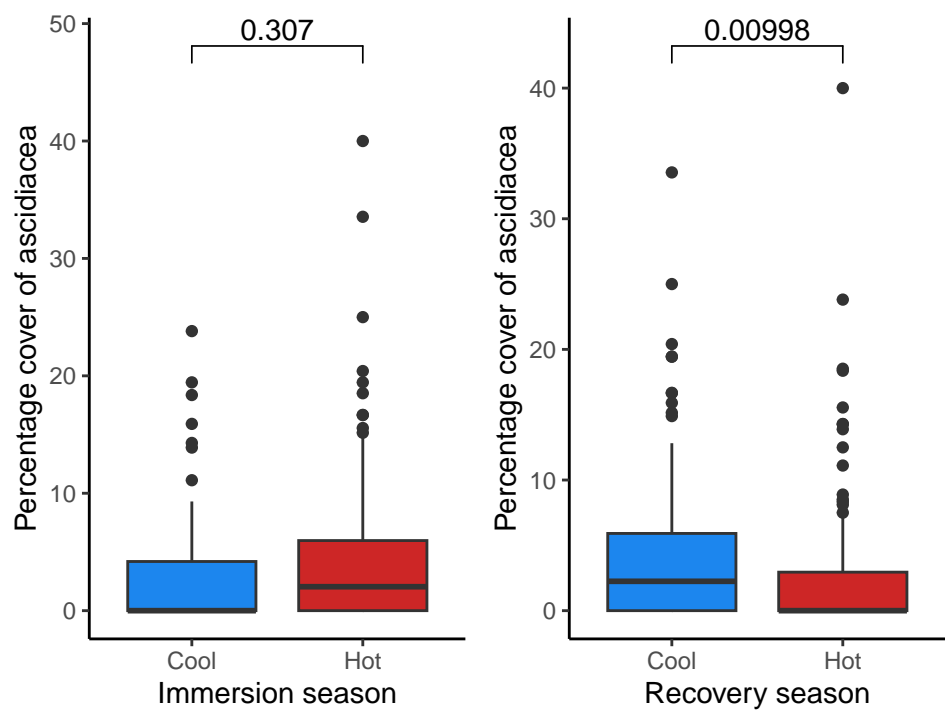 Percentage cover of ascidiacea
50
40
30
20
10
0
0.307
Cool Hot
Immersion season
Percentage cover of ascidiacea
40
30
20
10
0
0.00998
Cool Hot
Recovery season